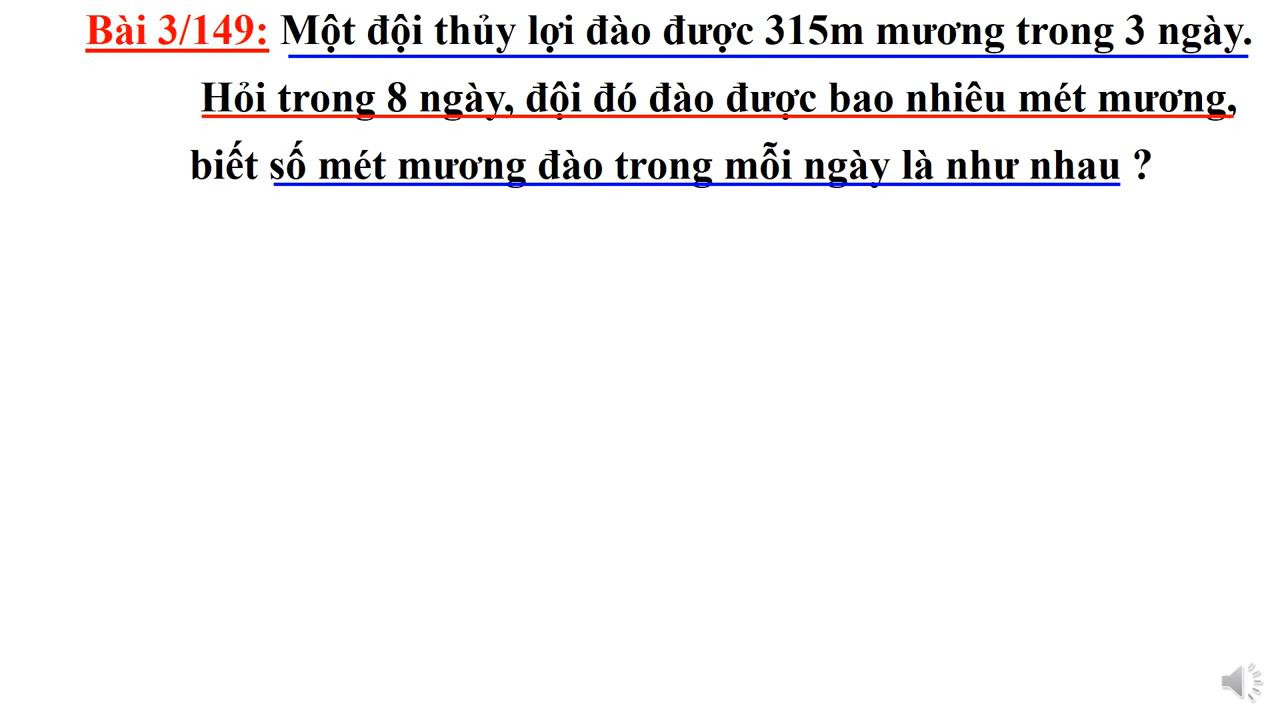 Bài 3/149: Một đội thủy lợi đào được 315m mương trong 3 ngày.
Hỏi trong 8 ngày, đội đó đào được bao nhiêu mét mương,
biết số mét mương đào trong mỗi ngày là như nhau ?